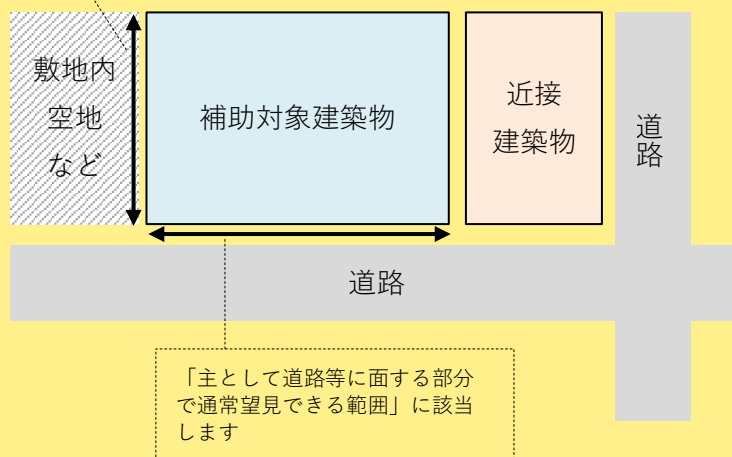 敷地内
空地
など
補助対象建築物
近接
建築物
道路
道路
「主として道路等に面する部分
で通常望見できる範囲」に該当
します